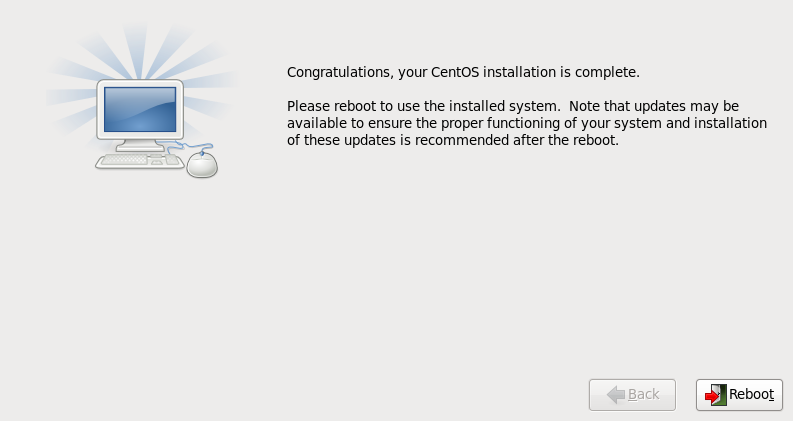 Congratulations, your CentOS installation is complete.
Please reboot to use the installed system.  Note that updates may be
available to ensure the proper functioning of your system and installation
of these updates is recommended after the reboot.
Back
Reboot